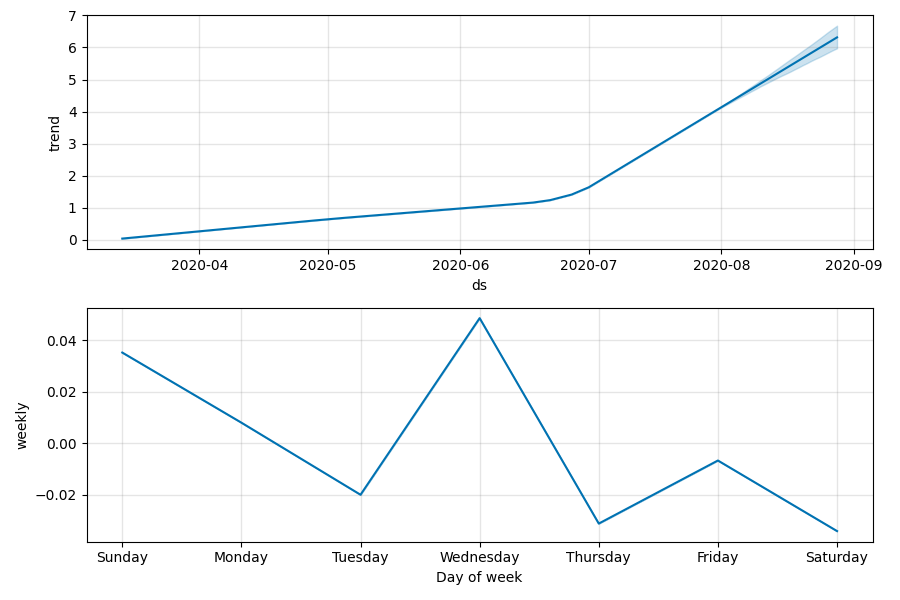 7
6
5
4
3
2
1
0
trend
2020-04 2020-05 2020-06 2020-07 2020-08 2020-09
ds
0.04
0.02
0.00
−0.02
weekly
Sunday Monday Tuesday Wednesday Thursday Friday Saturday
Day of week